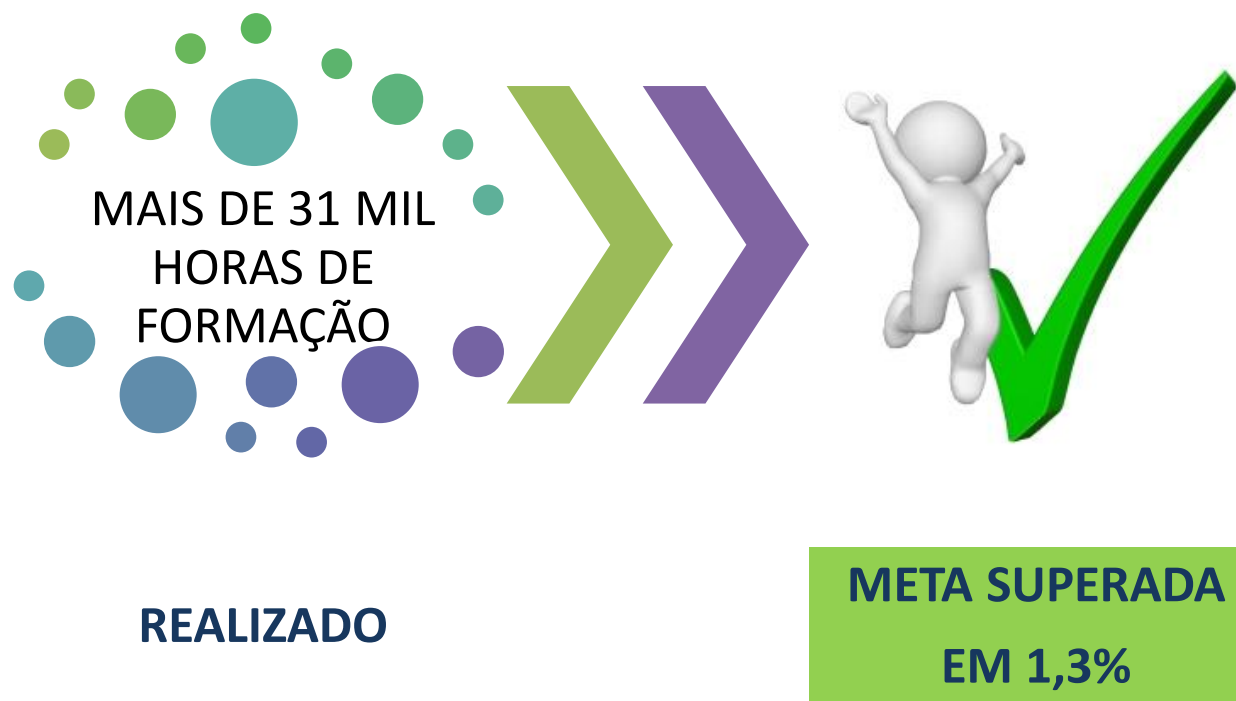 MAIS DE 31 MIL
HORAS DE
FORMAÇÃO
REALIZADO
META SUPERADA
EM 1,3%